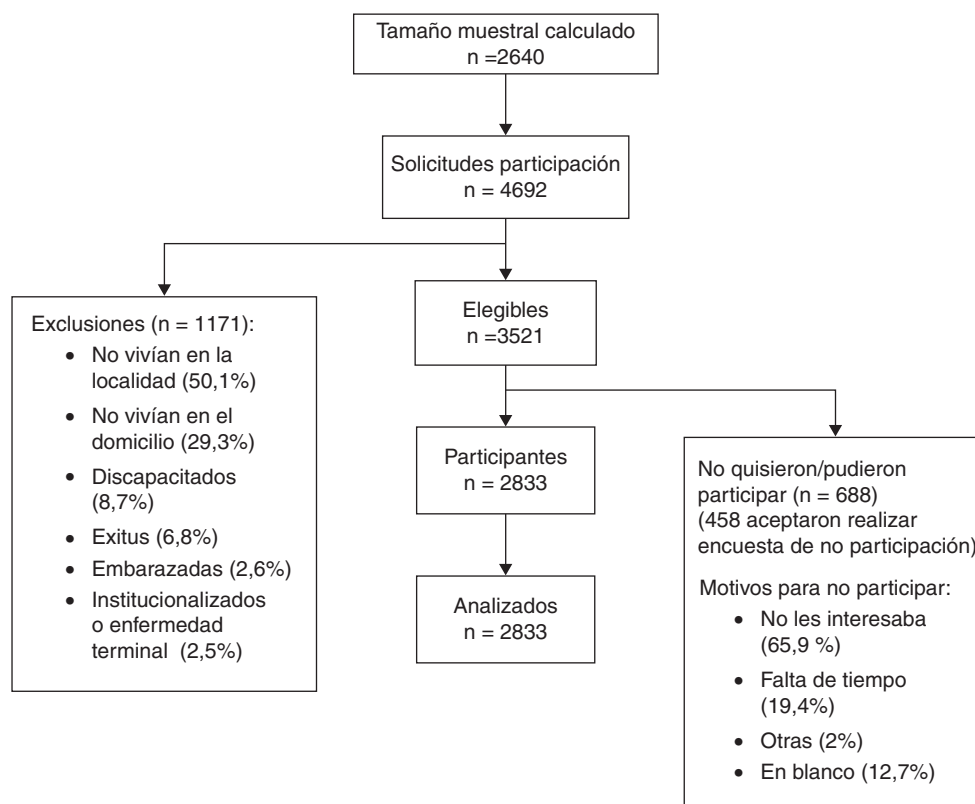 Tamaño muestral calculado
n =2640
Solicitudes participación
n = 4692
Exclusiones (n = 1171):
• No vivían en la
localidad (50,1%)
• No vivían en el
domicilio (29,3%)
• Discapacitados
(8,7%)
• Exitus (6,8%)
• Embarazadas (2,6%)
• Institucionalizados
o enfermedad
terminal (2,5%)
Elegibles
n =3521
Participantes
n = 2833
Analizados
n = 2833
No quisieron/pudieron
participar (n = 688)
(458 aceptaron realizar
encuesta de no participación)
Motivos para no participar:
• No les interesaba
(65,9 %)
• Falta de tiempo
(19,4%)
• Otras (2%)
• En blanco (12,7%)